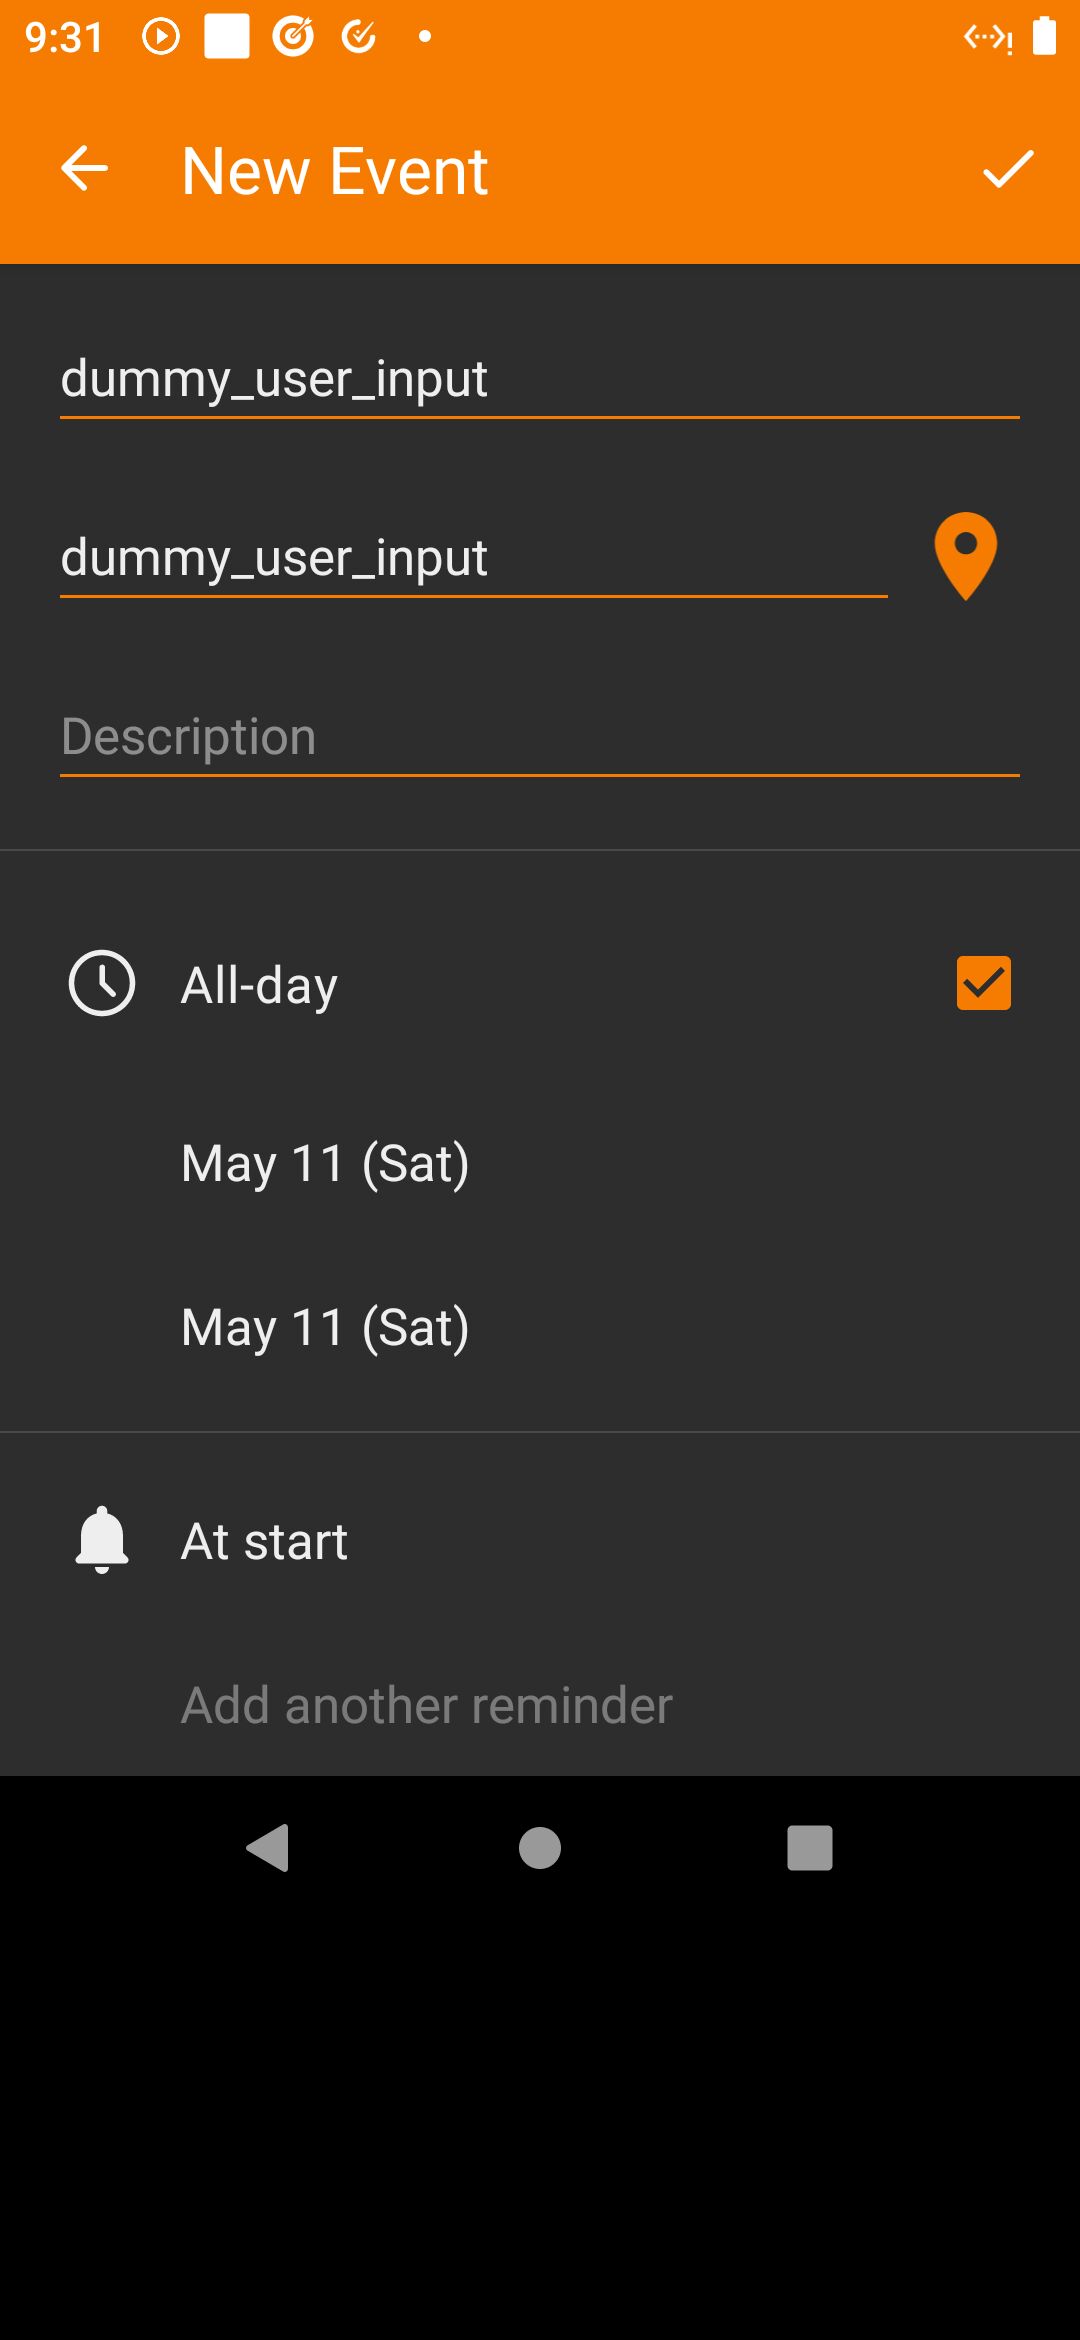 9:31
New Event
dummy_user_input
dummy_user_input
Description
All-day
May 11 (Sat)
May 11 (Sat)
At start
Add another reminder